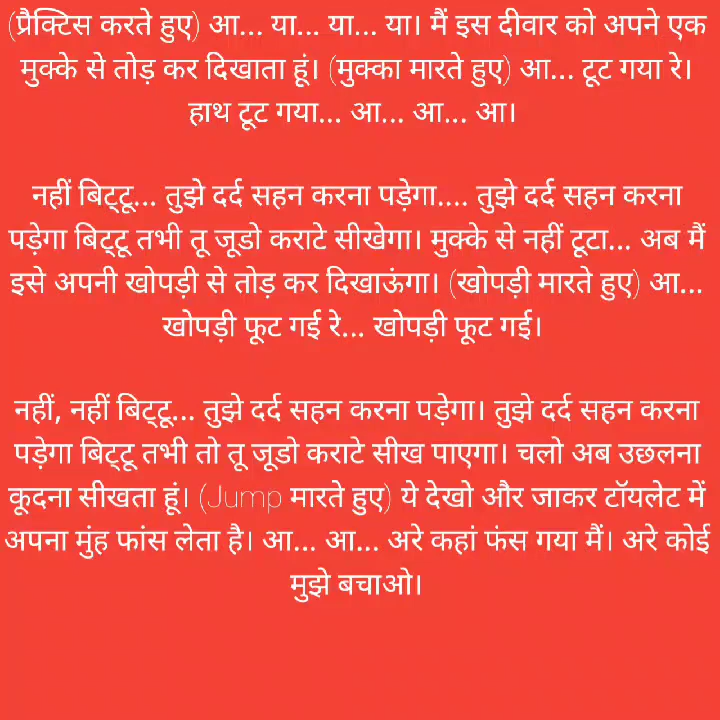 (प्रैक्टिस करते हुए) आ... या... या... या। मैं इस दीवार को अपने एक
मुक्के से तोड़ कर दिखाता हूं। (मुक्का मारते हुए) आ... टूट गया रे।
हाथ टूट गया... आ... आ... आ।
नहीं बिट्टू... तुझे दर्द सहन करना पड़ेगा.... तुझे दर्द सहन करना
पड़ेगा बिट्टू तभी तू जूडो कराटे सीखेगा। मुक्के से नहीं टूटा... अब मैं
इसे अपनी खोपड़ी से तोड़ कर दिखाऊंगा। (खोपड़ी मारते हुए) आ...
खोपड़ी फूट गई रे... खोपड़ी फूट गई।
नहीं, नहीं बिट्टू... तुझे दर्द सहन करना पड़ेगा। तुझे दर्द सहन करना
पड़ेगा बिट्टू तभी तो तू जूडो कराटे सीख पाएगा। चलो अब उछलना
कूदना सीखता हूं। (Jump मारते हुए) ये देखो और जाकर टॉयलेट में
अपना मुंह फांस लेता है। आ... आ... अरे कहां फंस गया मैं। अरे कोई
मुझे बचाओ।